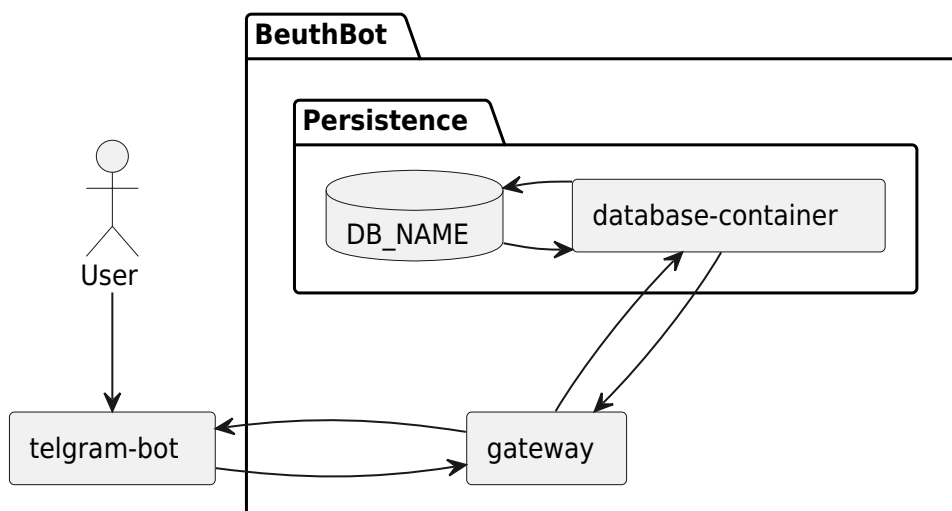 BeuthBot
Persistence
DB_NAME
database-container
User
telgram-bot
gateway